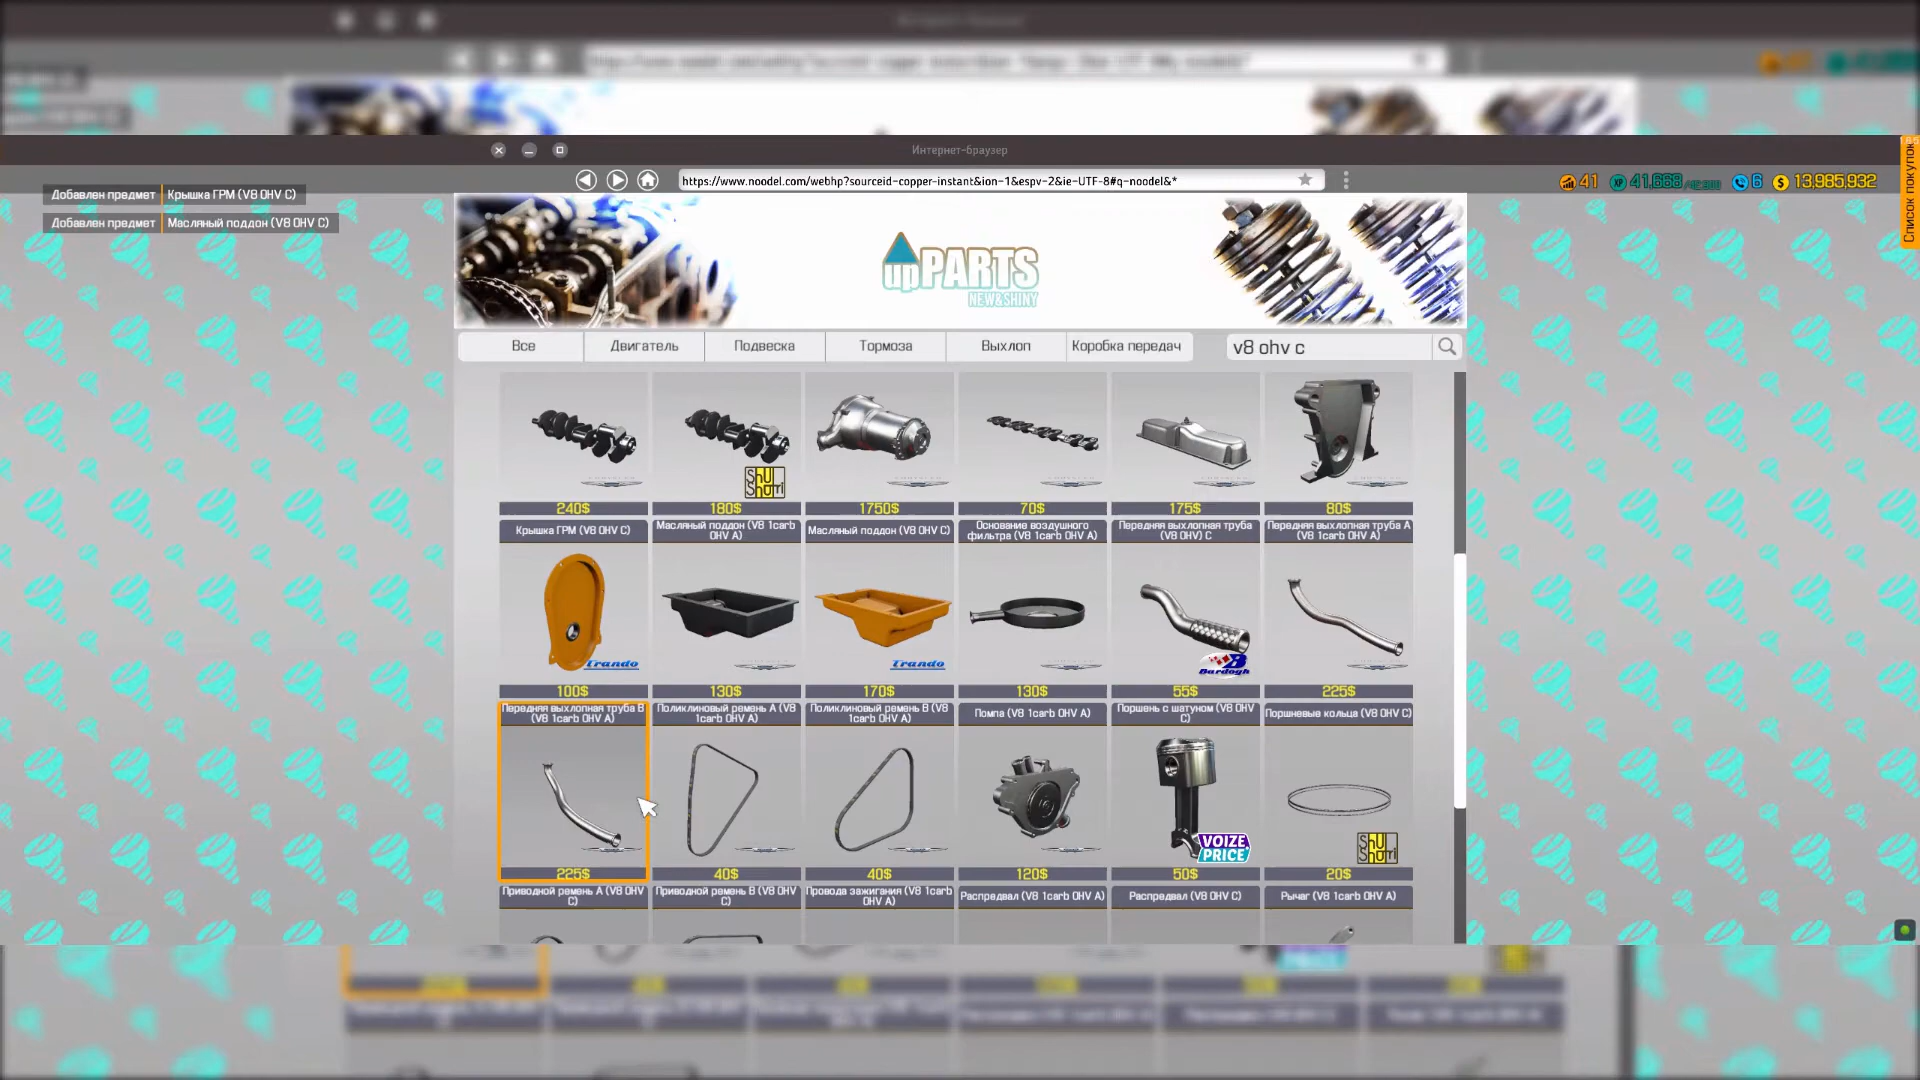 Интернет-браузер
https://www.noodel.com/webhp?sourceid-copper-instant&ion-1&espv-2&ie-UTF-8#q-noodel&*
41 41,668 6 13,985,932
Список покупок
Добавлен предмет Крышка ГРМ (V8 OHV C)
Добавлен предмет Масляный поддон (V8 OHV C)
upPARTS
NEW&SHINY
Все Двигатель Подвеска Тормоза Выхлоп Коробка передач v8 ohv c
Shu
Shuri
240$ 180$ 1750$ 70$ 175$ 80$
Крышка ГРМ (V8 OHV C)
Масляный поддон (V8 1carb
OHV A)
Масляный поддон (V8 OHV C)
Основание воздушного
фильтра (V8 1carb OHV A)
Передняя выхлопная труба
(V8 OHV) C
Передняя выхлопная труба A
(V8 1carb OHV A)
Trando Trando Bardogh
100$ 130$ 170$ 130$ 55$ 225$
Передняя выхлопная труба B
(V8 1carb OHV A)
Поликлиновый ремень A (V8
1carb OHV A)
Поликлиновый ремень B (V8
1carb OHV A)
Помпа (V8 1carb OHV A)
Поршень с шатуном (V8 OHV
C)
Поршневые кольца (V8 OHV C)
VOIZE
PRICE
Shu
Shuri
225$ 40$ 40$ 120$ 50$ 20$
Приводной ремень A (V8 OHV
C)
Приводной ремень B (V8 OHV
C)
Провода зажигания (V8 1carb
OHV A)
Распредвал (V8 1carb OHV A)
Распредвал (V8 OHV C)
Рычаг (V8 1carb OHV A)